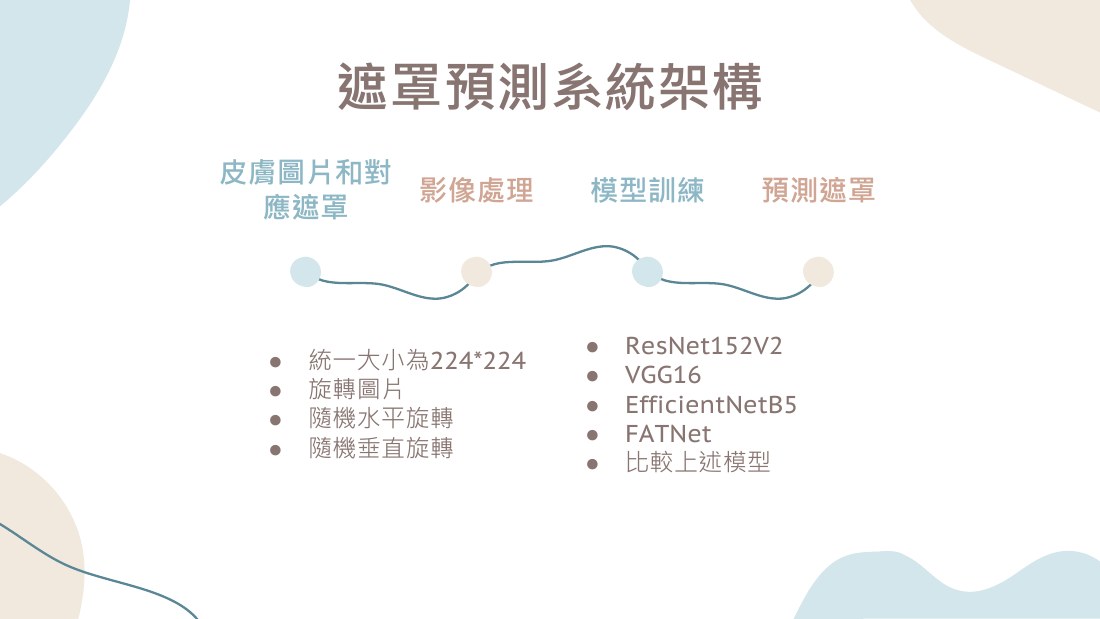 遮罩預測系統架構
皮膚圖片和對
應遮罩
影像處理
模型訓練
預測遮罩
● 統一大小為224*224
● 旋轉圖片
● 隨機水平旋轉
● 隨機垂直旋轉
● ResNet152V2
● VGG16
● EfficientNetB5
● FATNet
● 比較上述模型